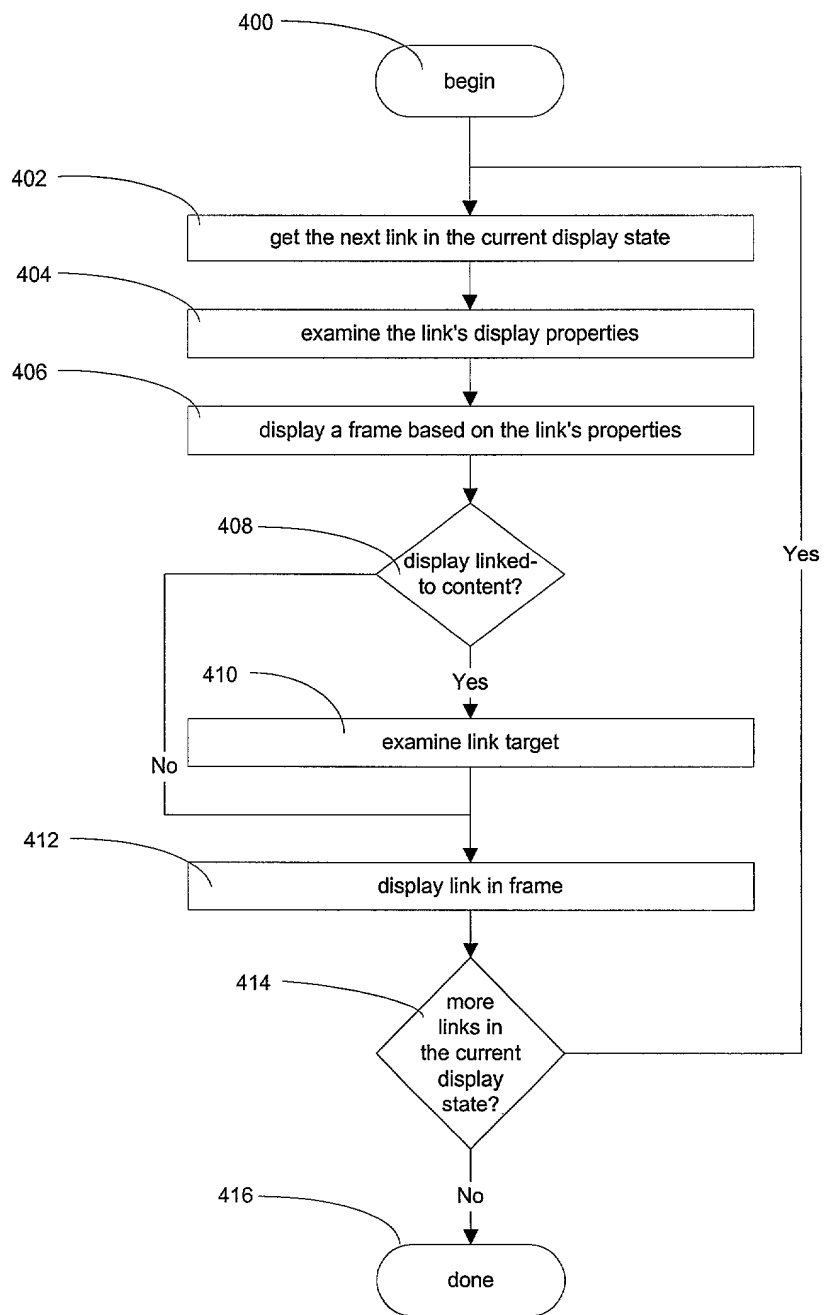 400
begin
402
get the next link in the current display state
404
examine the link's display properties
406
display a frame based on the link's properties
408
display linked-
to content?
Yes
Yes
410
examine link target
No
412
display link in frame
414
more
links in
the current
display
state?
No
416
done